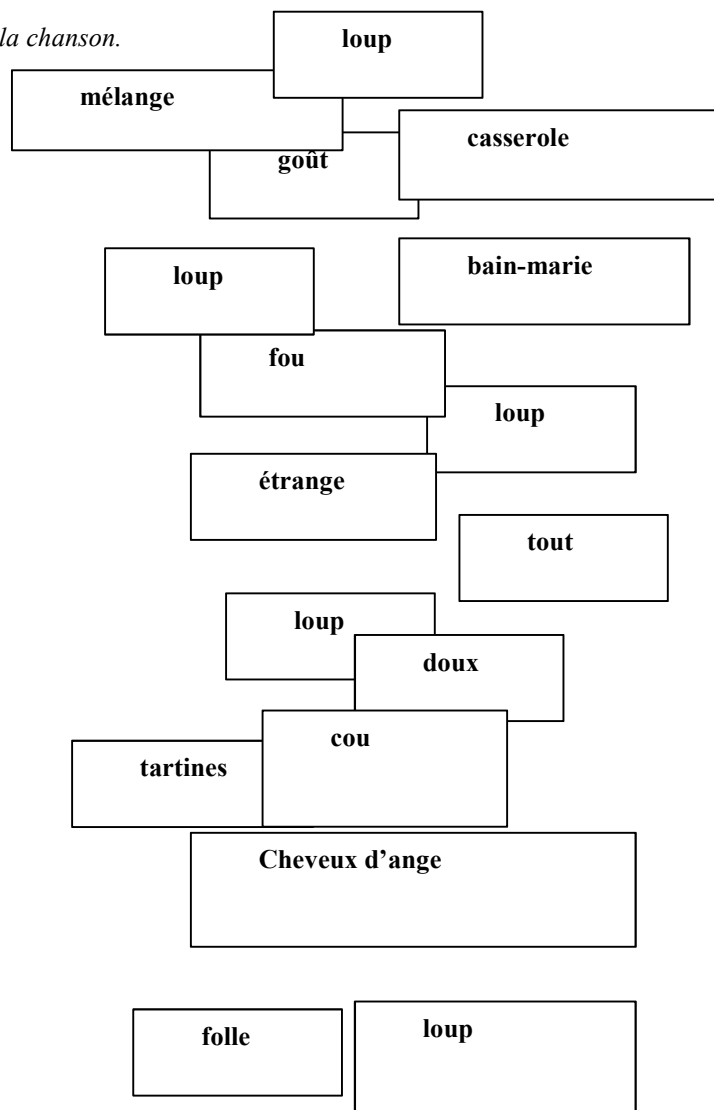 la chanson.
loup
mélange
casserole
goût
bain-marie
loup
fou
loup
étrange
tout
loup
doux
cou
tartines
Cheveux d’ange
folle
loup